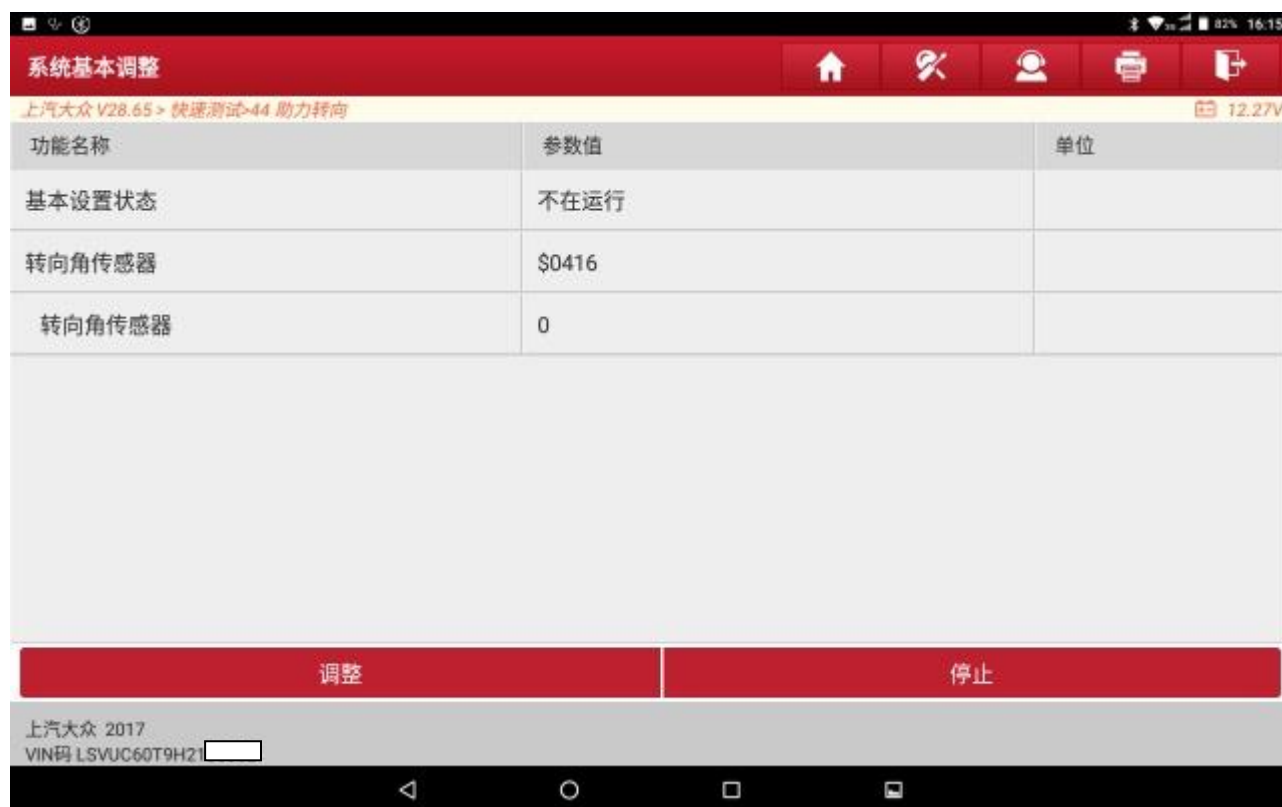 82% 16:15
系统基本调整
上汽大众 V28.65 > 快速测试>44 助力转向 12.27V
功能名称 参数值 单位
基本设置状态 不在运行
转向角传感器 $0416
转向角传感器 0
调整 停止
上汽大众 2017
VIN码 LSVUC60T9H21